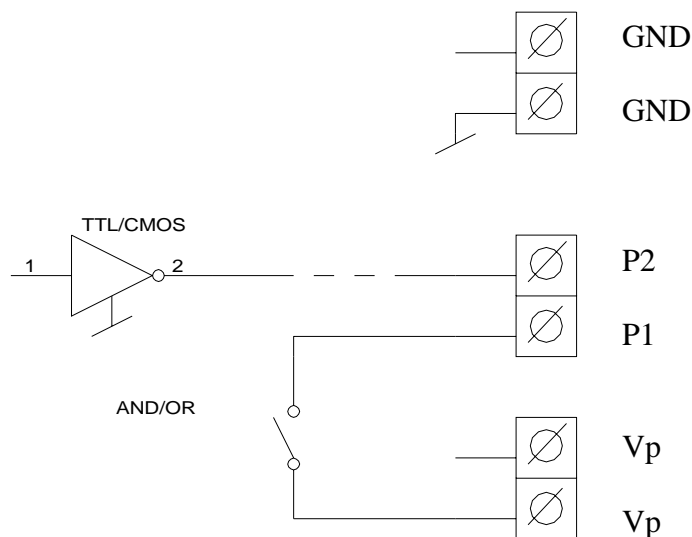 GND
GND
TTL/CMOS
1
2
P2
P1
AND/OR
Vp
Vp